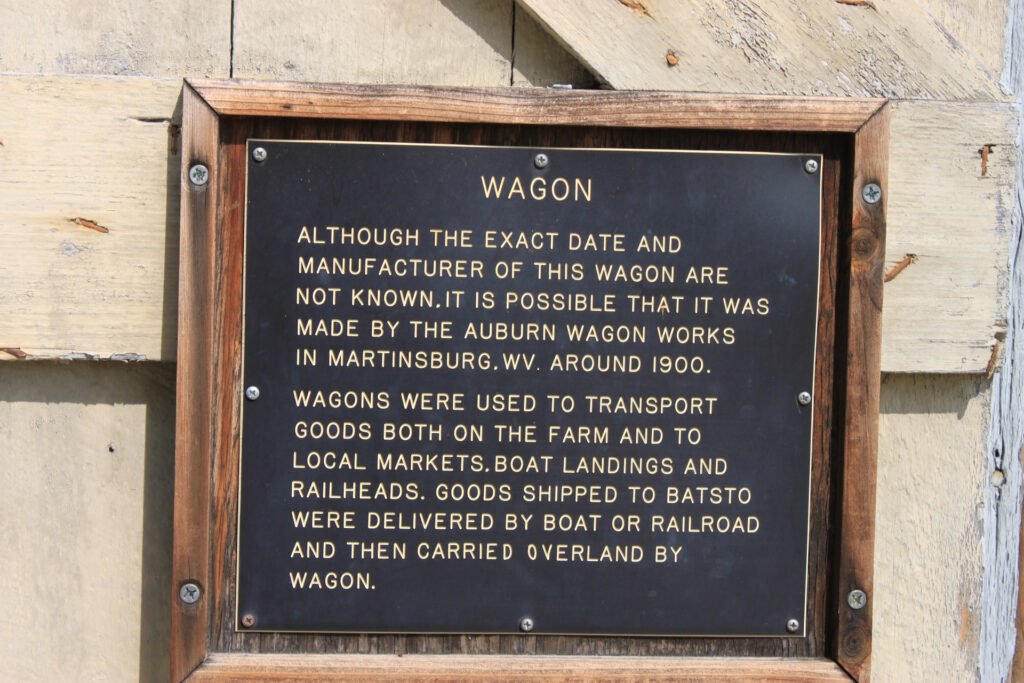 WAGON
ALTHOUGH THE EXACT DATE AND
MANUFACTURER OF THIS WAGON ARE
NOT KNOWN.IT IS POSSIBLE THAT IT WAS
MADE BY THE AUBURN WAGON WORKS
IN MARTINSBURG.WV. AROUND 1900.
WAGONS WERE USED TO TRANSPORT
GOODS BOTH ON THE FARM AND TO
LOCAL MARKETS.BOAT LANDINGS AND
RAILHEADS. GOODS SHIPPED TO BATSTO
WERE DELIVERED BY BOAT OR RAILROAD
AND THEN CARRIED OVERLAND BY
WAGON.